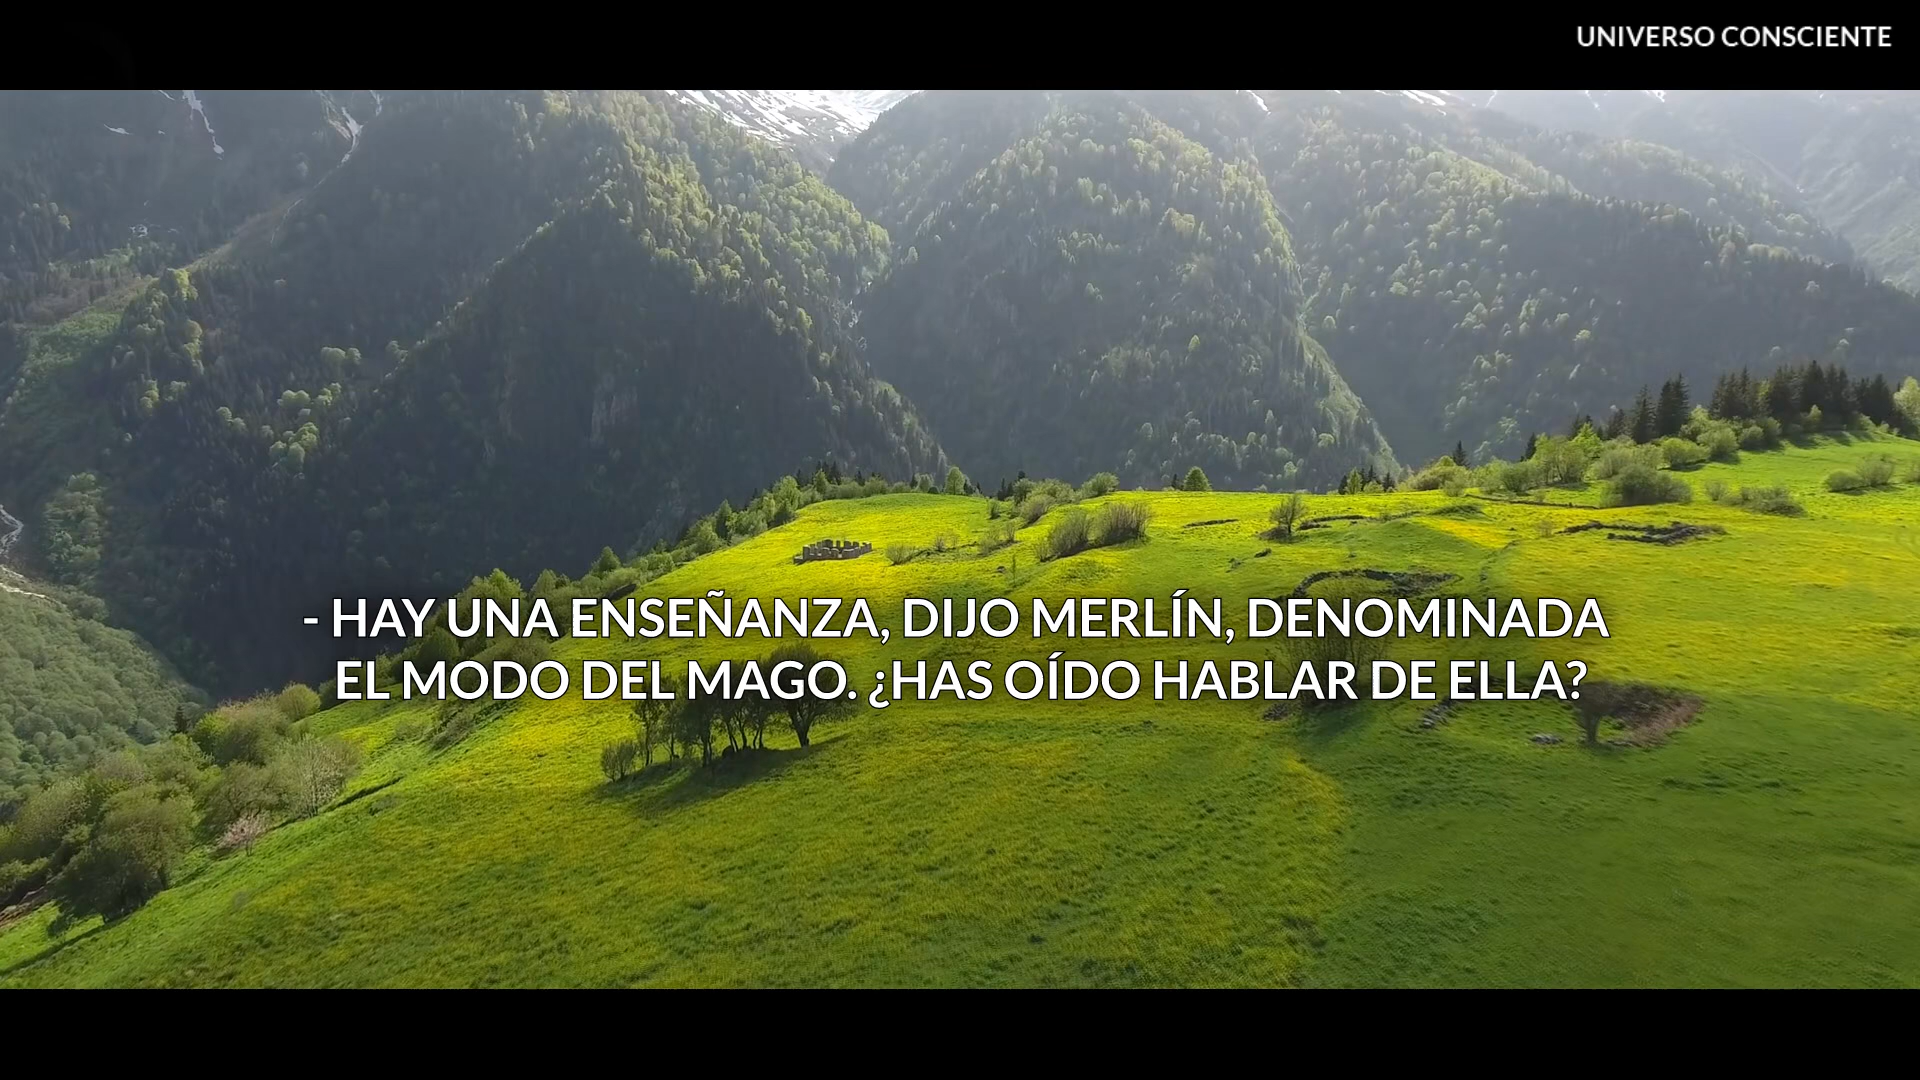 UNIVERSO CONSCIENTE
- HAY UNA ENSEÑANZA, DIJO MERLÍN, DENOMINADA
EL MODO DEL MAGO. ¿HAS OÍDO HABLAR DE ELLA?